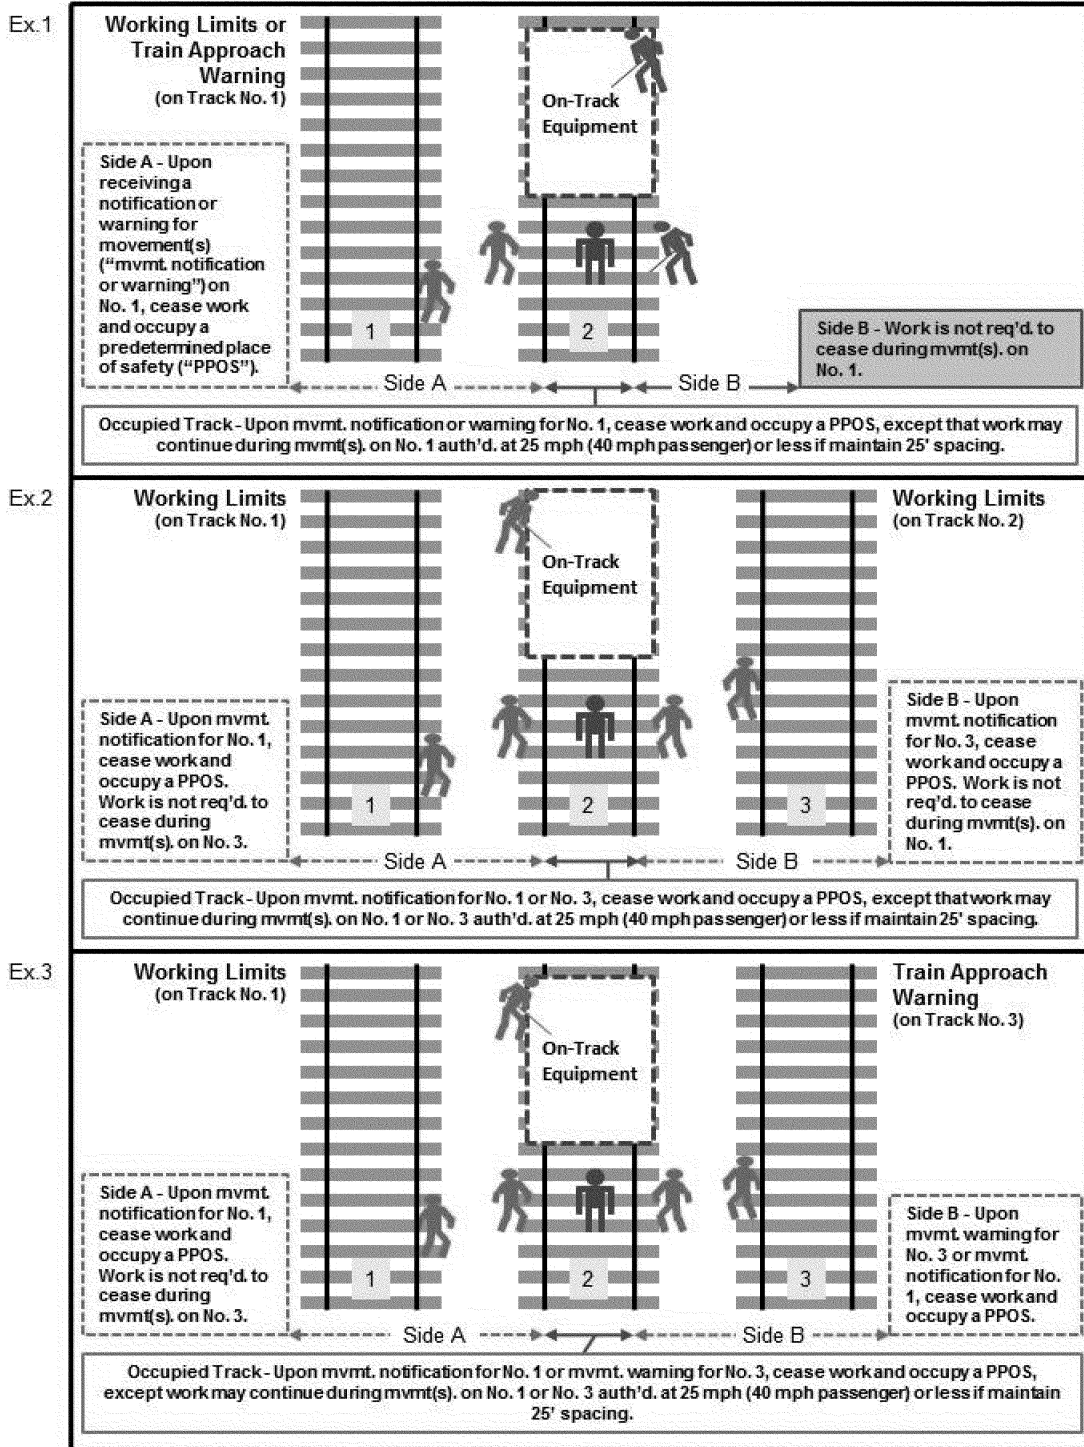 Ex.1
Working Limits or
Train Approach
Warning
(on Track No. 1)
On-Track
Equipment
Side A - Upon
receiving a
notification or
warning for
movement(s)
(“mvmt. notification
or warning”) on
No. 1, cease work
and occupy a
predetermined place
of safety (“PPOS”).
1
2
Side B - Work is not req'd. to
cease during mvmt(s). on
No. 1.
Side A
Side B
Occupied Track - Upon mvmt. notification or warning for No. 1, cease work and occupy a PPOS, except that work may
continue during mvmt(s). on No. 1 auth'd. at 25 mph (40 mph passenger) or less if maintain 25' spacing.
Ex.2
Working Limits
(on Track No. 1)
Working Limits
(on Track No. 2)
On-Track
Equipment
Side A - Upon mvmt.
notification for No. 1,
cease work and
occupy a PPOS.
Work is not req'd. to
cease during
mvmt(s). on No. 3.
1
2
3
Side B - Upon
mvmt. notification
for No. 3, cease
work and occupy a
PPOS. Work is not
req'd. to cease
during mvmt(s). on
No. 1.
Side A
Side B
Occupied Track - Upon mvmt. notification for No. 1 or No. 3, cease work and occupy a PPOS, except that work may
continue during mvmt(s). on No. 1 or No. 3 auth'd. at 25 mph (40 mph passenger) or less if maintain 25' spacing.
Ex.3
Working Limits
(on Track No. 1)
Train Approach
Warning
(on Track No. 3)
On-Track
Equipment
Side A - Upon mvmt.
notification for No. 1,
cease work and
occupy a PPOS.
Work is not req'd. to
cease during
mvmt(s). on No. 3.
1
2
3
Side B - Upon
mvmt. warning for
No. 3 or mvmt.
notification for No.
1, cease work and
occupy a PPOS.
Side A
Side B
Occupied Track - Upon mvmt. notification for No. 1 or mvmt. warning for No. 3, cease work and occupy a PPOS,
except work may continue during mvmt(s). on No. 1 or No. 3 auth'd. at 25 mph (40 mph passenger) or less if maintain
25' spacing.